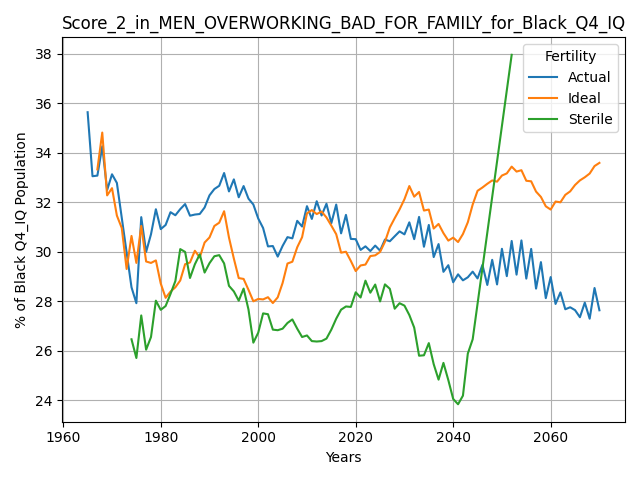 Score_2_in_MEN_OVERWORKING_BAD_FOR_FAMILY_for_Black_Q4_IQ
% of Black Q4_IQ Population
38
36
34
32
30
28
26
24
Fertility
Actual
Ideal
Sterile
1960
1980
2000
2020
2040
2060
Years